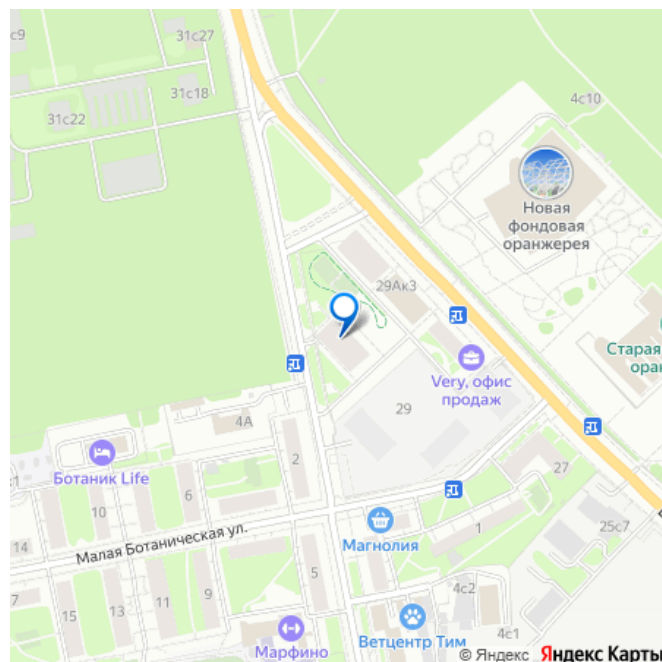 с9
31с27
31с18
31с22
4с10
Новая
фондовая
оранжерея
29Ак3
Старая
оран
Very, офис
продаж
29
4А
2
Ботаник Life
27
с1
10
6
Магнолия
1
25с7
14
Малая Ботаническая ул.
5
7
15
13
11
9
4с2
4с1
Марфино
Ветцентр Тим
© Яндекс Яндекс Карты